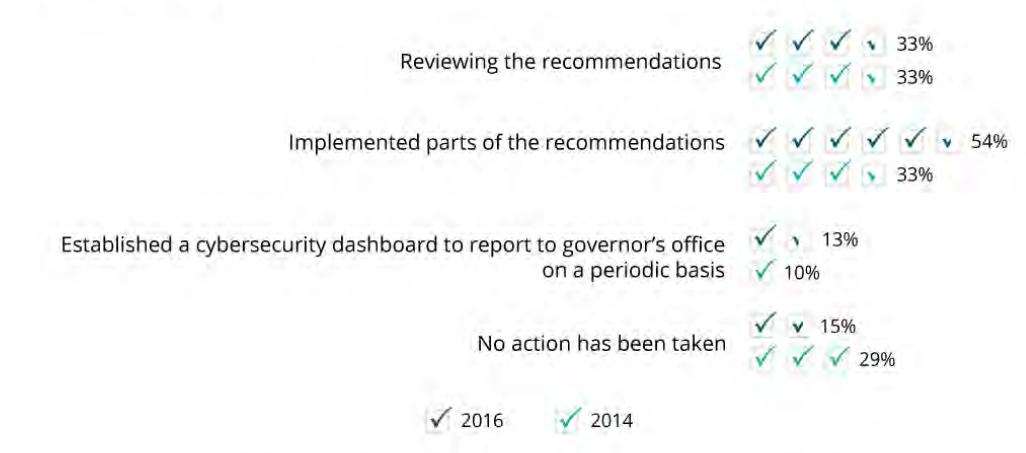 Reviewing the recommendations
33%
33%
Implemented parts of the recommendations
54%
33%
Established a cybersecurity dashboard to report to governor’s office
on a periodic basis
13%
10%
No action has been taken
15%
29%
2016 2014